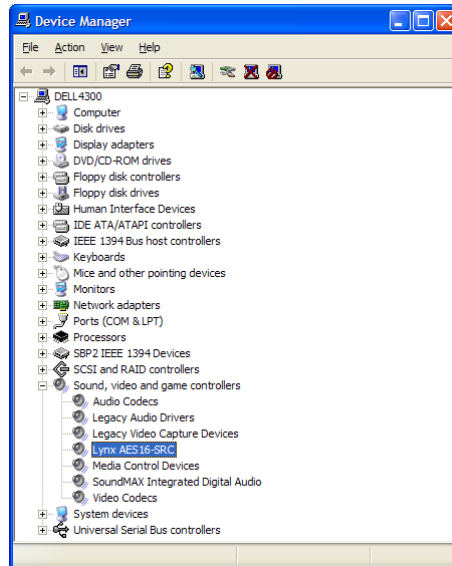 Device Manager
File Action View Help
DELL4300
Computer
Disk drives
Display adapters
DVD/CD-ROM drives
Floppy disk controllers
Floppy disk drives
Human Interface Devices
IDE ATA/ATAPI controllers
IEEE 1394 Bus host controllers
Keyboards
Mice and other pointing devices
Monitors
Network adapters
Ports (COM & LPT)
Processors
SBP2 IEEE 1394 Devices
SCSI and RAID controllers
Sound, video and game controllers
Audio Codecs
Legacy Audio Drivers
Legacy Video Capture Devices
Lynx AES16-SRC
Media Control Devices
SoundMAX Integrated Digital Audio
Video Codecs
System devices
Universal Serial Bus controllers